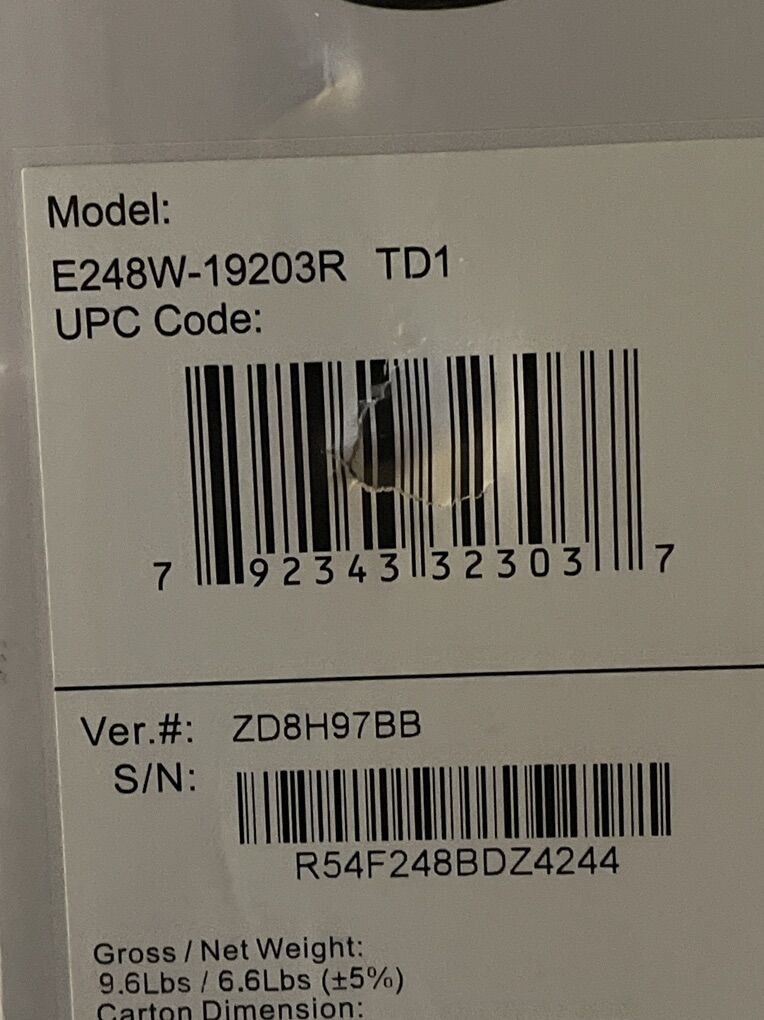 Model:
E248W-19203R TD1
UPC Code:
7 92343 32303 7
Ver.#: ZD8H97BB
S/N:
R54F248BDZ4244
Gross / Net Weight:
9.6Lbs / 6.6Lbs (±5%)
Carton Dimension: